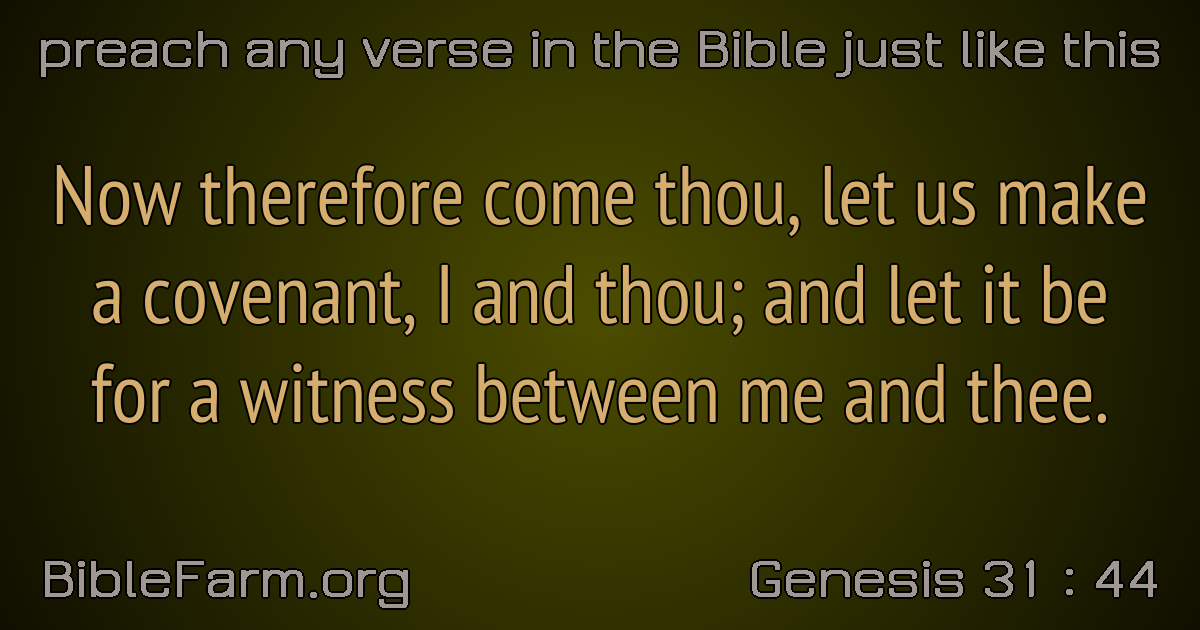 preach any verse in the Bible just like this
Now therefore come thou, let us make
a covenant, I and thou; and let it be
for a witness between me and thee.
BibleFarm.org
Genesis 31 : 44